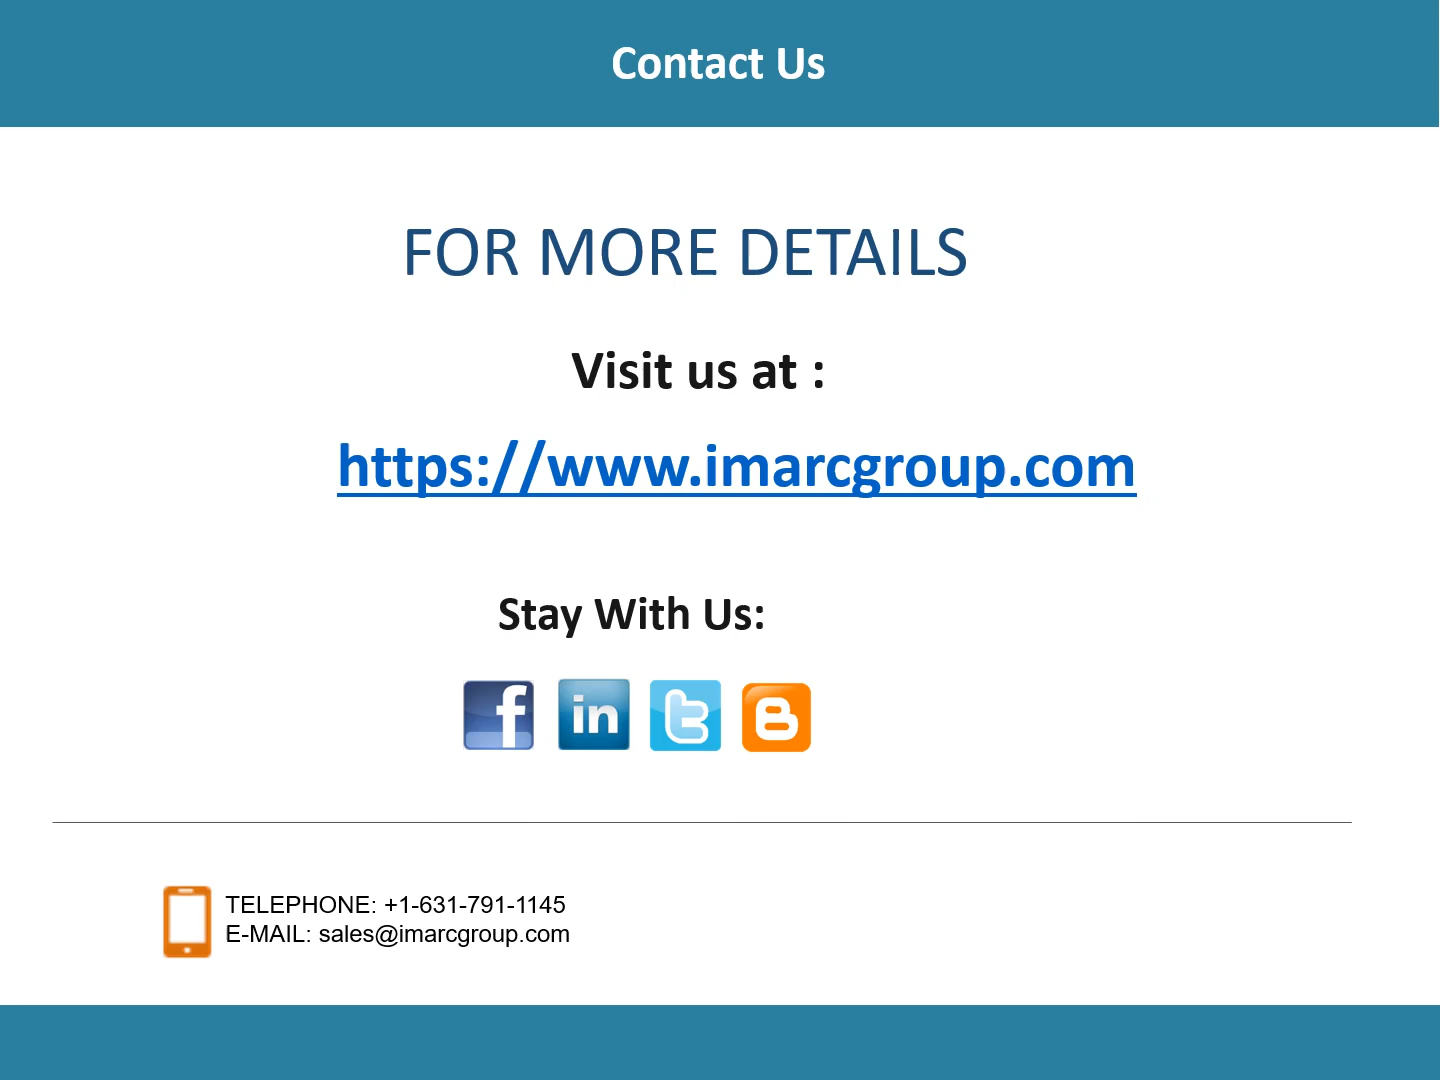 Contact Us
FOR MORE DETAILS
Visit us at :
https://www.imarcgroup.com
Stay With Us:
f in t B
TELEPHONE: +1-631-791-1145
E-MAIL: sales@imarcgroup.com